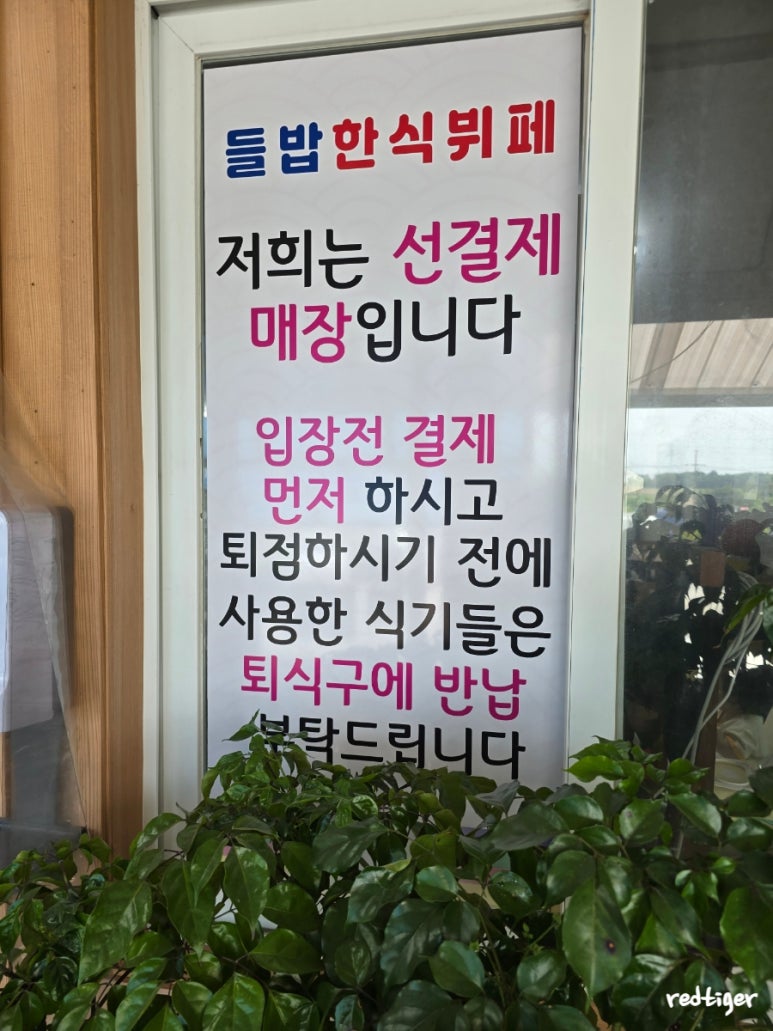 들밥한식뷔페
저희는 선결제
매장입니다
입장전 결제
먼저 하시고
퇴점하시기 전에
사용한 식기들은
퇴식구에 반납
부탁드립니다
redtiger